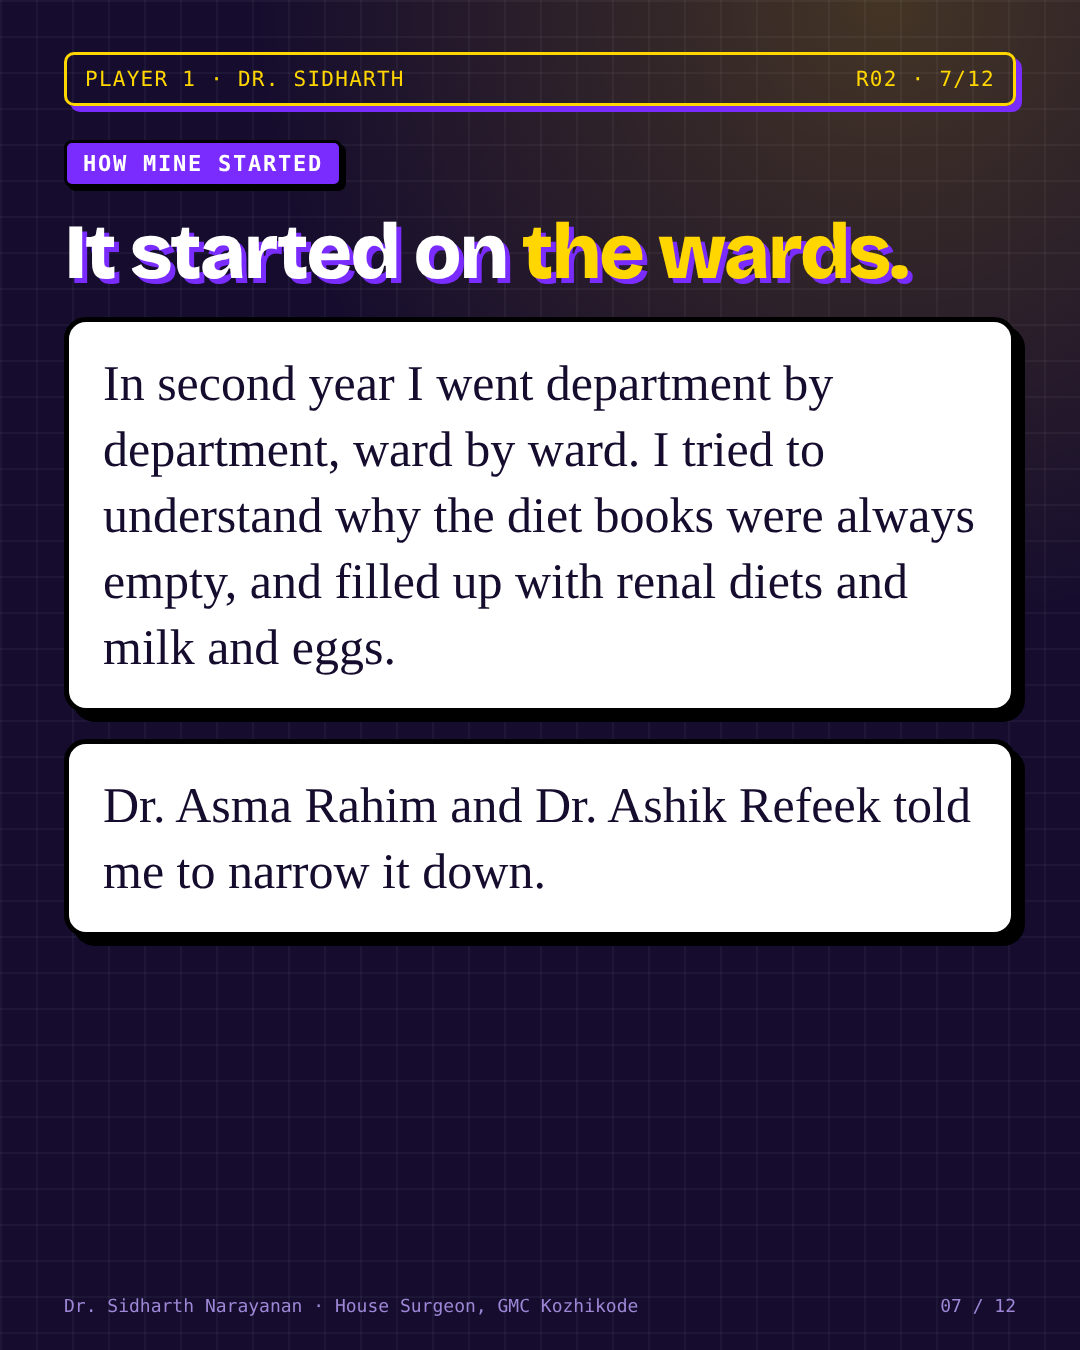 PLAYER 1 · DR. SIDHARTH
R02 · 7/12
HOW MINE STARTED
It started on the wards.
In second year I went department by
department, ward by ward. I tried to
understand why the diet books were always
empty, and filled up with renal diets and
milk and eggs.
Dr. Asma Rahim and Dr. Ashik Refeek told
me to narrow it down.
Dr. Sidharth Narayanan · House Surgeon, GMC Kozhikode
07 / 12